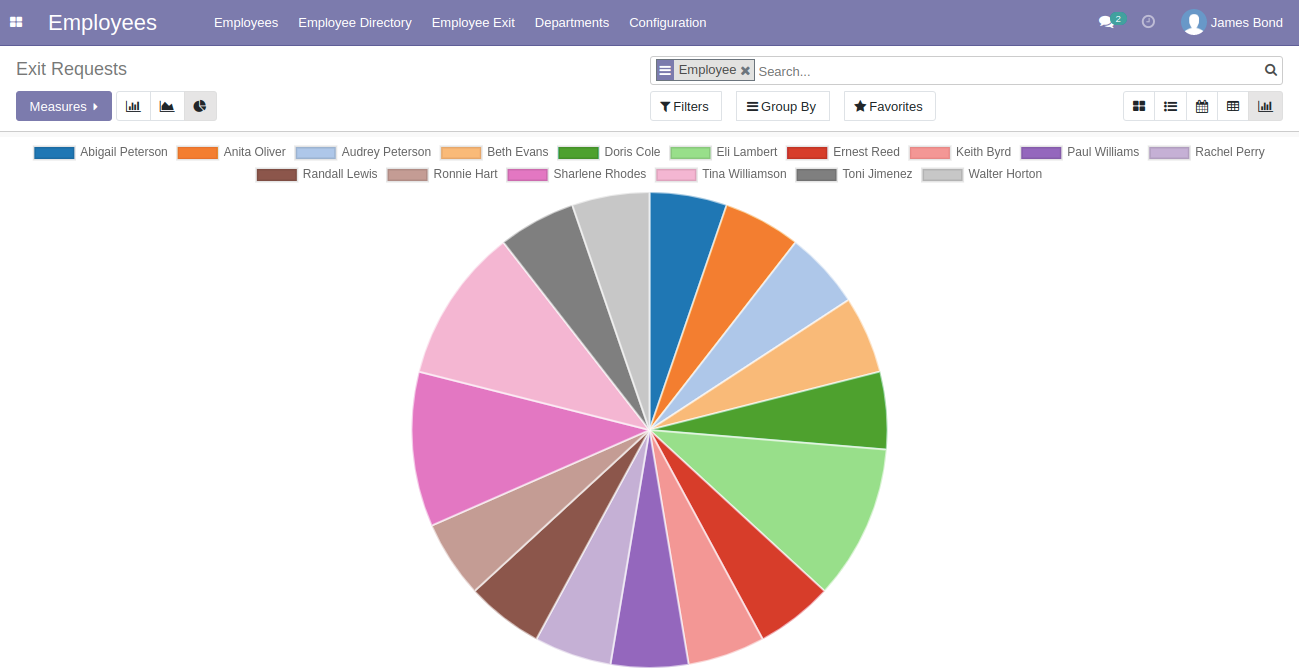 Employees Employees Employee Directory Employee Exit Departments Configuration 2 James Bond
Exit Requests
Employee Search...
Measures Filters Group By Favorites
Abigail Peterson Anita Oliver Audrey Peterson Beth Evans Doris Cole Eli Lambert Ernest Reed Keith Byrd Paul Williams Rachel Perry
Randall Lewis Ronnie Hart Sharlene Rhodes Tina Williamson Toni Jimenez Walter Horton